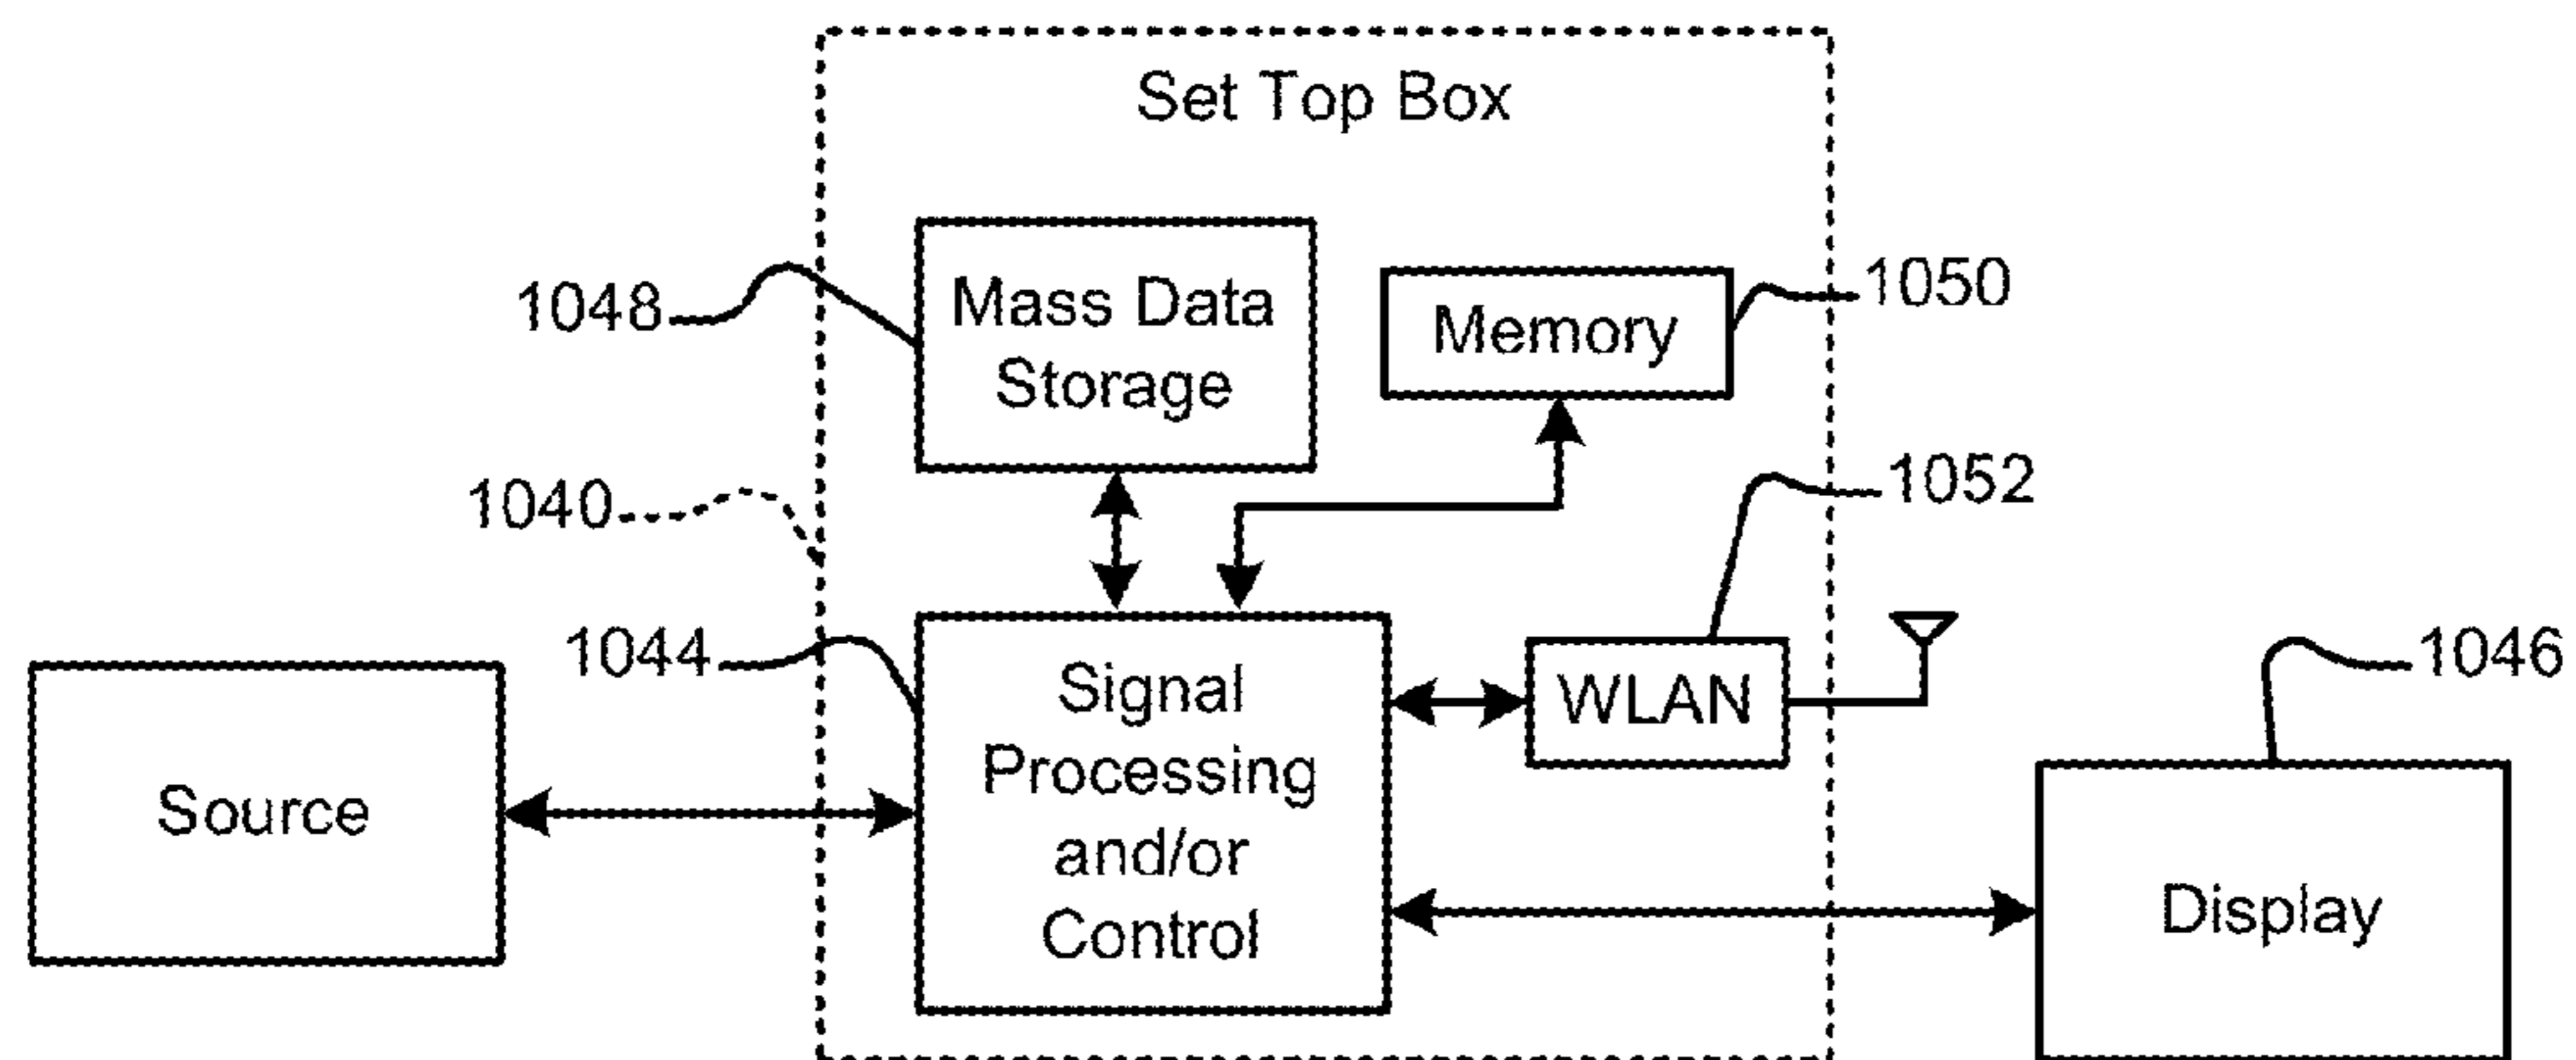 Set Top Box
1048
Mass Data
Storage
Memory
1050
1040
1052
1044
Signal
Processing
and/or
Control
WLAN
1046
Source
Display